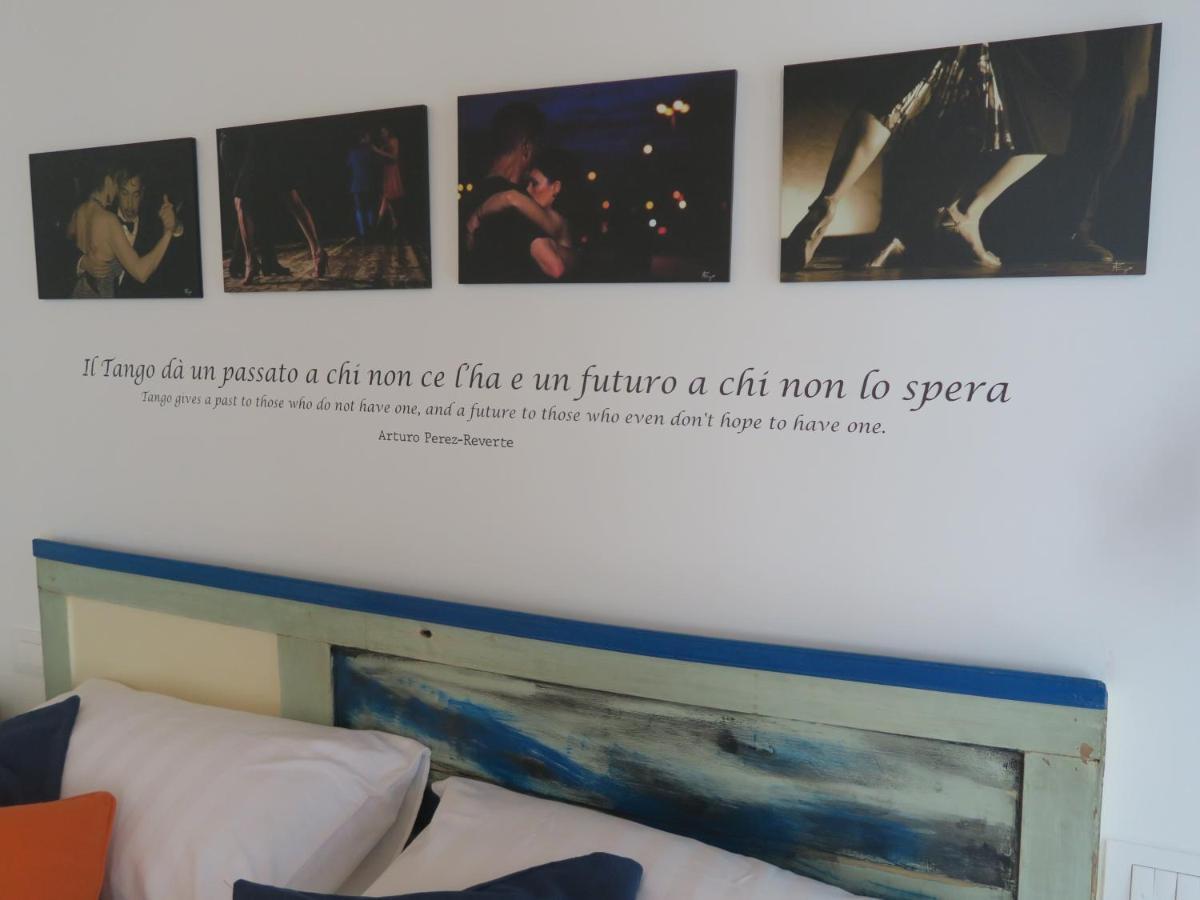 Il Tango dà un passato a chi non ce l'ha e un futuro a chi non lo spera
Tango gives a past to those who do not have one, and a future to those who even don't hope to have one.
Arturo Perez-Reverte